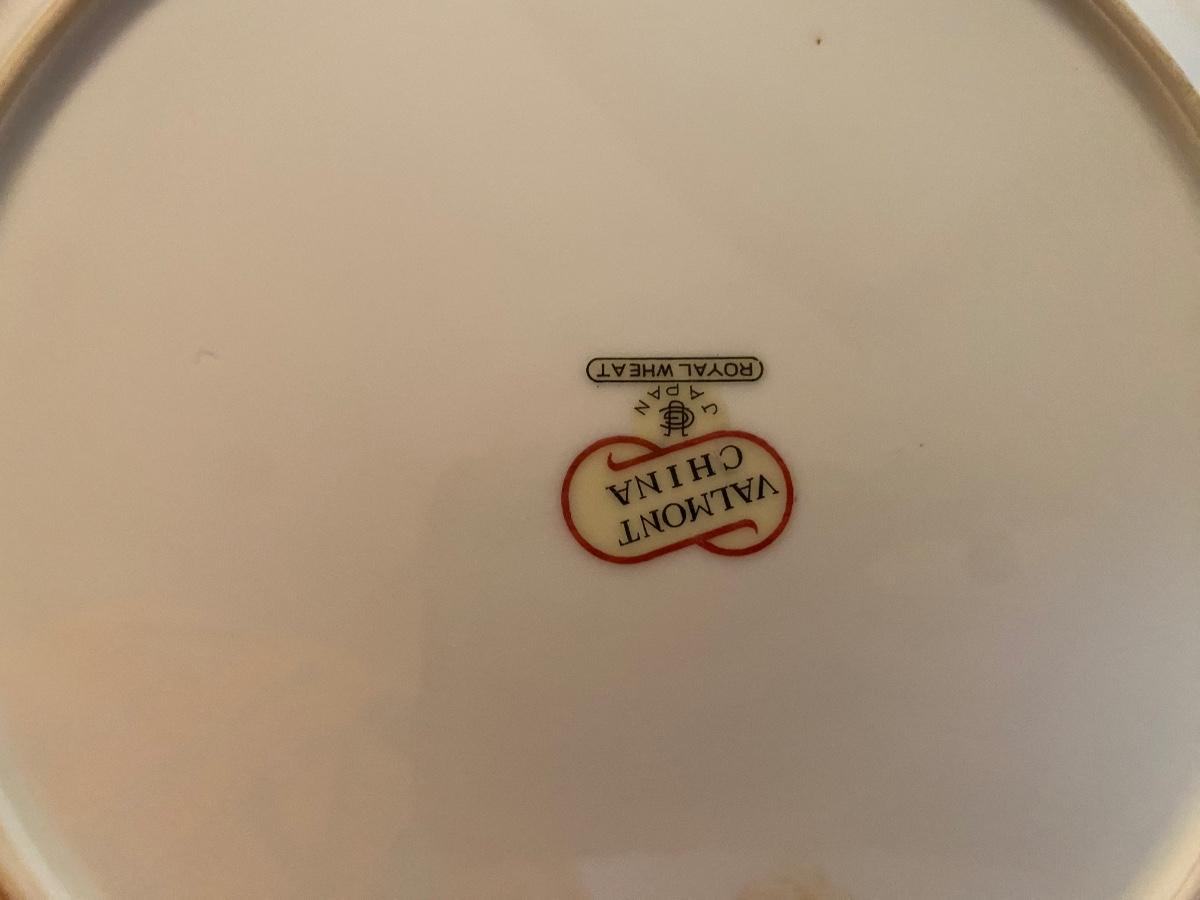 VALMONT
CHINA
JAPAN
ROYAL WHEAT